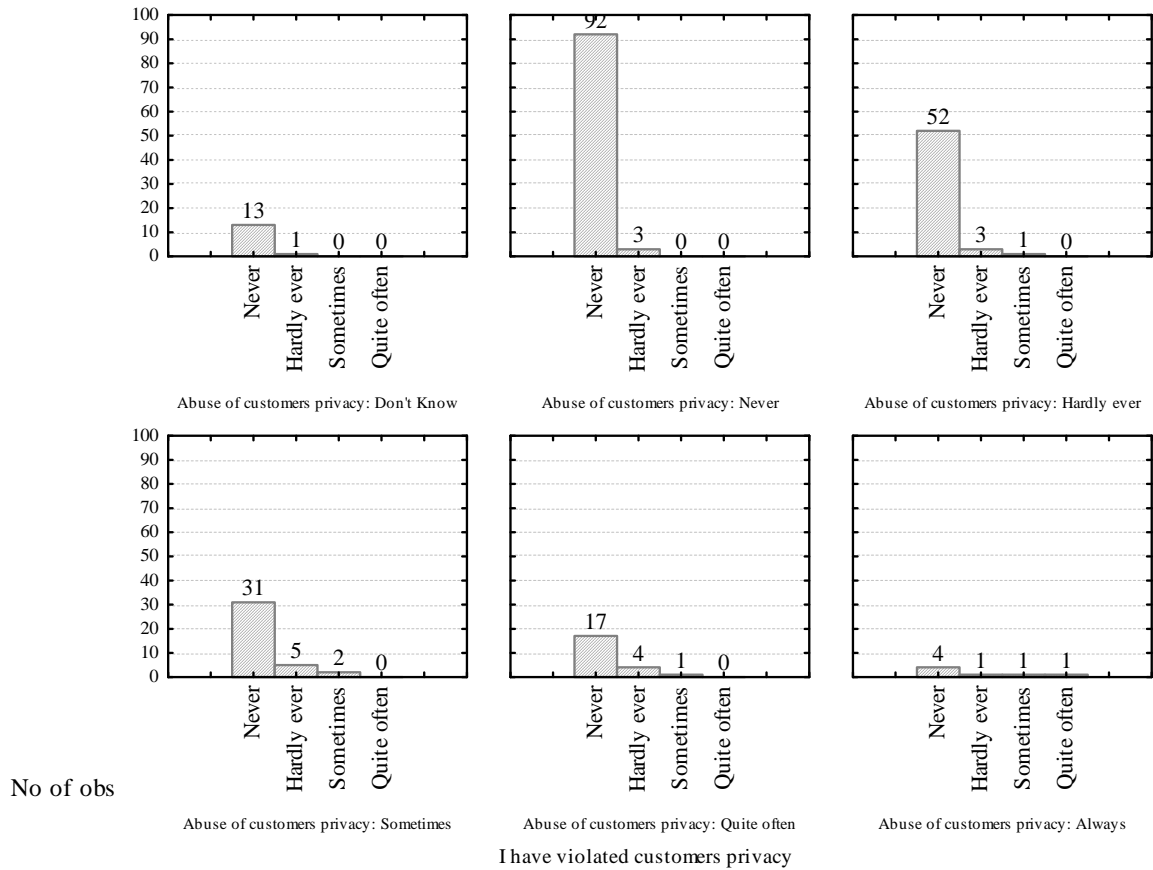 100
90
80
70
60
50
40
30
20
10
0
13
1
0
0
Never
Hardly ever
Sometimes
Quite often
Abuse of customers privacy: Don't Know
92
3
0
0
Never
Hardly ever
Sometimes
Quite often
Abuse of customers privacy: Never
52
3
1
0
Never
Hardly ever
Sometimes
Quite often
Abuse of customers privacy: Hardly ever
100
90
80
70
60
50
40
30
20
10
0
31
5
2
0
Never
Hardly ever
Sometimes
Quite often
Abuse of customers privacy: Sometimes
17
4
1
0
Never
Hardly ever
Sometimes
Quite often
Abuse of customers privacy: Quite often
4
1
1
1
Never
Hardly ever
Sometimes
Quite often
Abuse of customers privacy: Always
No of obs
I have violated customers privacy